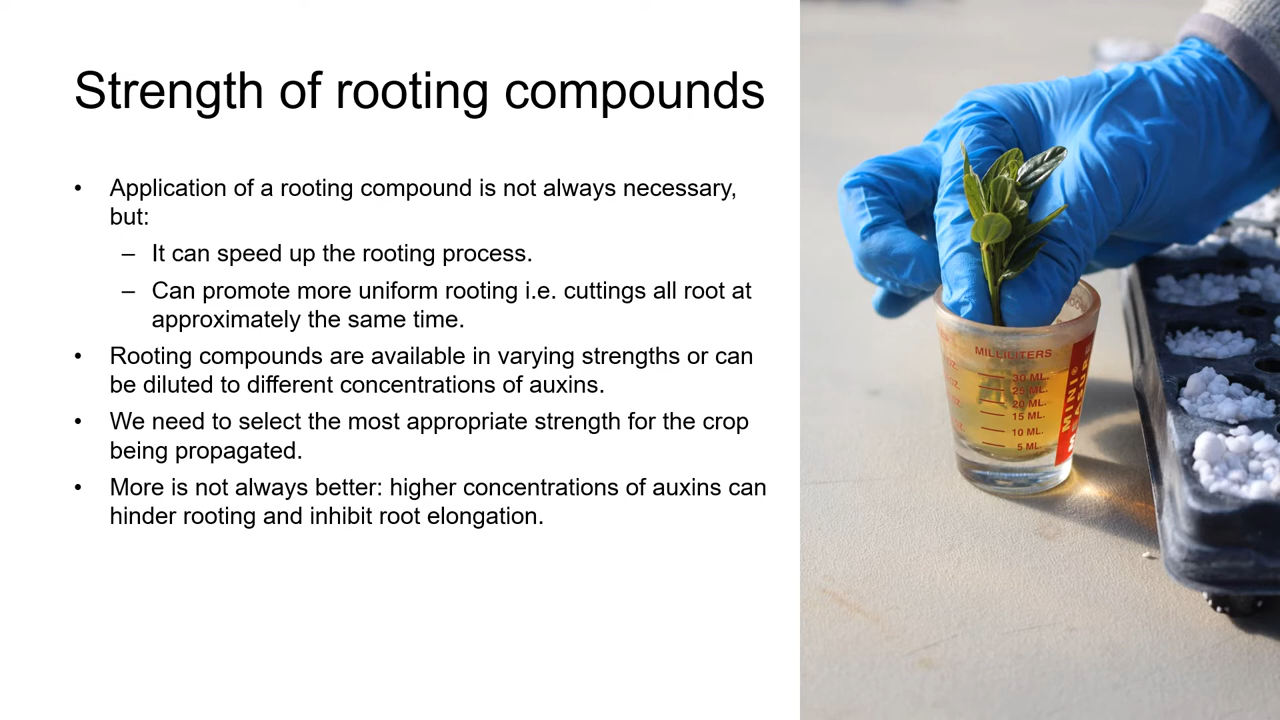 Strength of rooting compounds
• Application of a rooting compound is not always necessary,
but:
– It can speed up the rooting process.
– Can promote more uniform rooting i.e. cuttings all root at
approximately the same time.
• Rooting compounds are available in varying strengths or can
be diluted to different concentrations of auxins.
• We need to select the most appropriate strength for the crop
being propagated.
• More is not always better: higher concentrations of auxins can
hinder rooting and inhibit root elongation.
MILLILITERS
30 ML.
25 ML.
20 ML.
15 ML.
10 ML.
5 ML.
MINI®
MEASURE